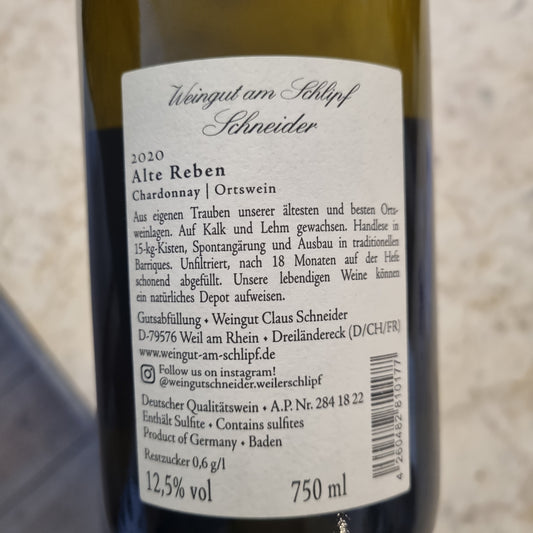 Weingut am Schlipf
Schneider
2020
Alte Reben
Chardonnay | Ortswein
Aus eigenen Trauben unserer ältesten und besten Orts-
weinlagen. Auf Kalk und Lehm gewachsen. Handlese in
15-kg-Kisten, Spontangärung und Ausbau in traditionellen
Barriques. Unfiltriert, nach 18 Monaten auf der Hefe
schonend abgefüllt. Unsere lebendigen Weine können
ein natürliches Depot aufweisen.
Gutsabfüllung • Weingut Claus Schneider
D-79576 Weil am Rhein • Dreiländereck (D/CH/FR)
www.weingut-am-schlipf.de
Follow us on instagram!
@weingutschneider.weilerschlipf
Deutscher Qualitätswein • A.P. Nr. 284 18 22
Enthält Sulfite • Contains sulfites
Product of Germany • Baden
Restzucker 0,6 g/l
12,5% vol 750 ml
4 260482 810177